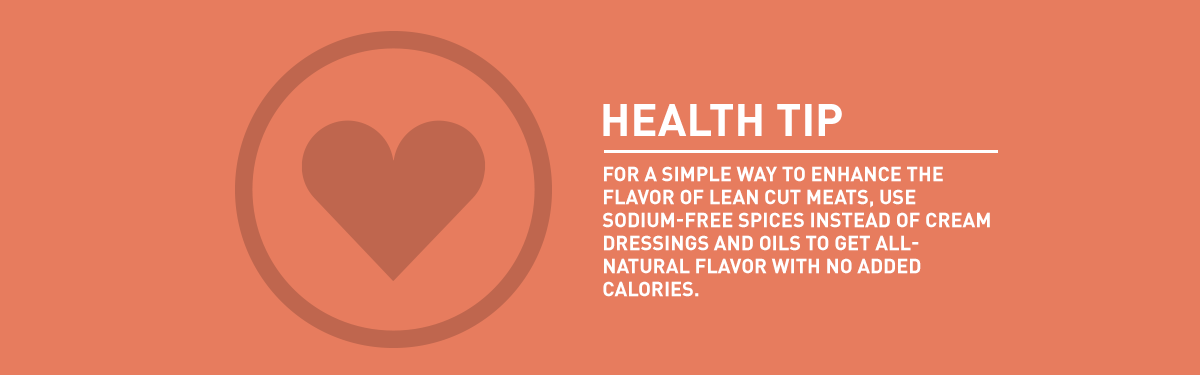 HEALTH TIP
FOR A SIMPLE WAY TO ENHANCE THE
FLAVOR OF LEAN CUT MEATS, USE
SODIUM-FREE SPICES INSTEAD OF CREAM
DRESSINGS AND OILS TO GET ALL-
NATURAL FLAVOR WITH NO ADDED
CALORIES.